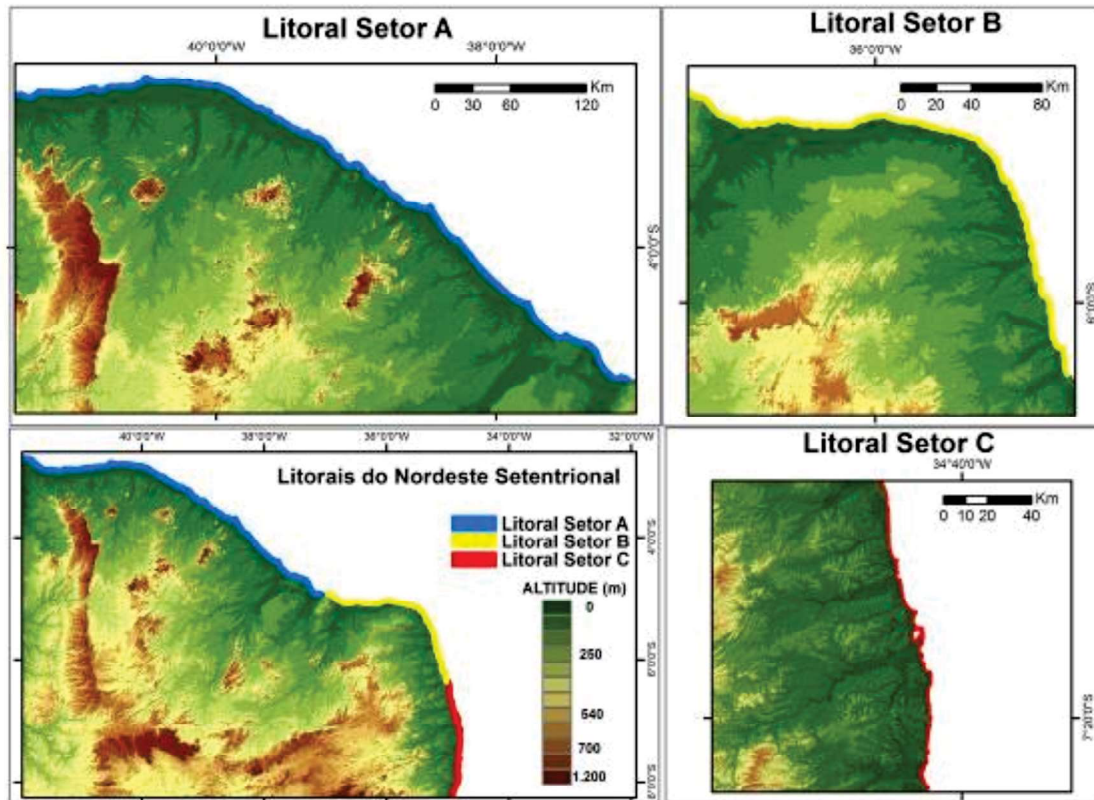 Litoral Setor A
40°0'0"W
38°0'0"W
Km
0 30 60 120
4°0'0"S
Litoral Setor B
36°0'0"W
Km
0 20 40 80
6°0'0"S
40°0'0"W
38°0'0"W
36°0'0"W
34°0'0"W
32°0'0"W
Litorais do Nordeste Setentrional
Litoral Setor A
Litoral Setor B
Litoral Setor C
ALTITUDE (m)
0
250
540
700
1.200
4°0'0"S
6°0'0"S
Litoral Setor C
34°40'0"W
Km
0 10 20 40
7°20'0"S